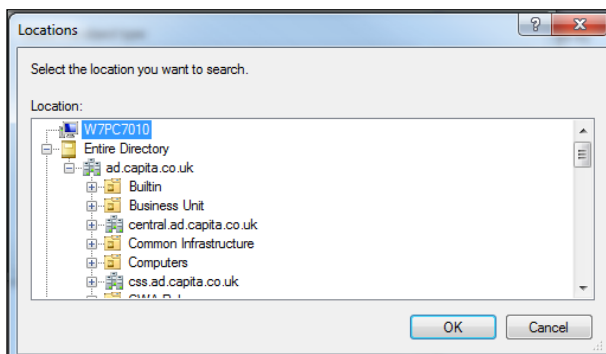 Locations
Select the location you want to search.
Location:
W7PC7010
Entire Directory
ad.capita.co.uk
Builtin
Business Unit
central.ad.capita.co.uk
Common Infrastructure
Computers
css.ad.capita.co.uk
OK
Cancel